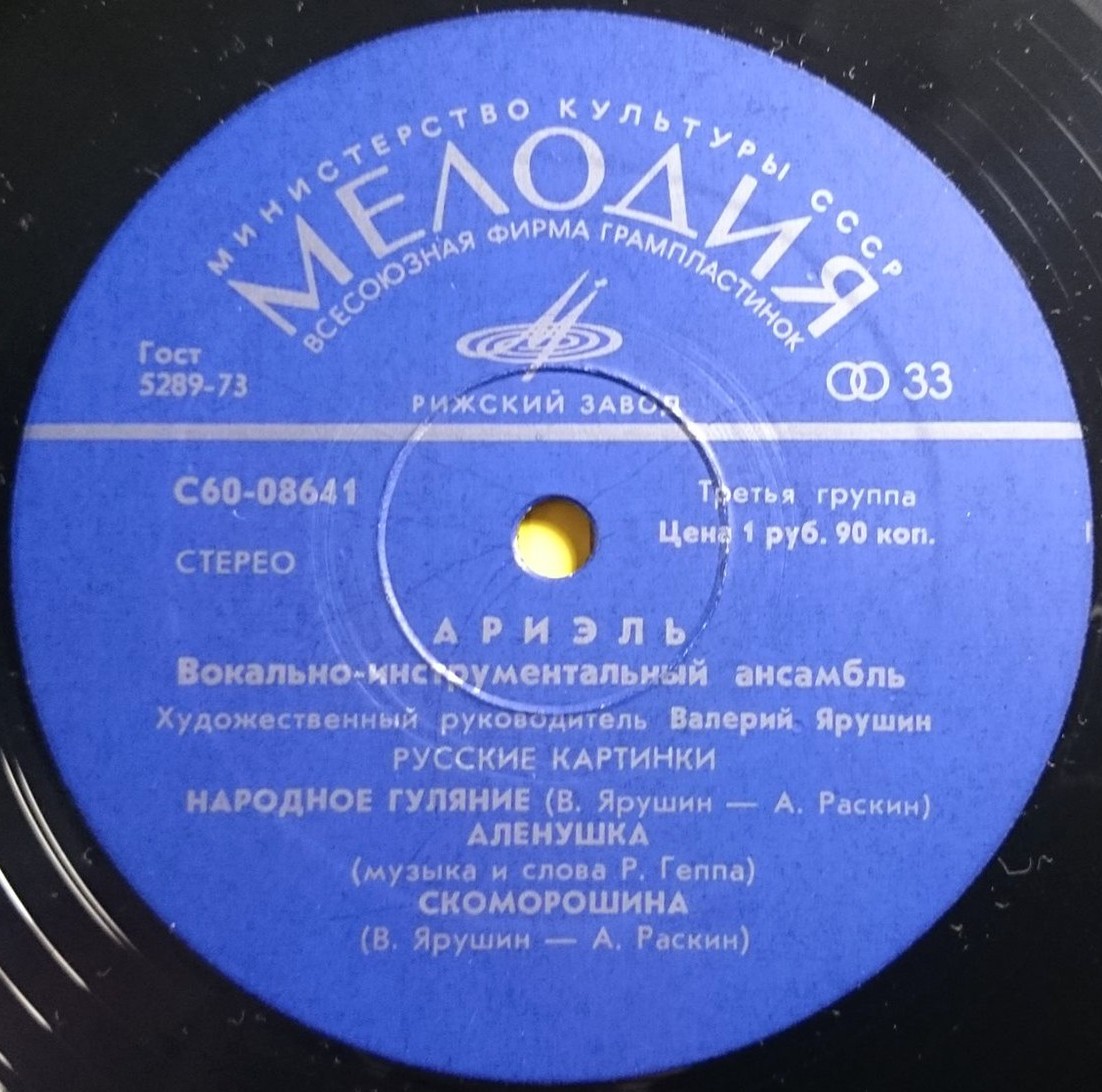 МИНИСТЕРСТВО КУЛЬТУРЫ СССР
МЕЛОДИЯ
ВСЕСОЮЗНАЯ ФИРМА ГРАМПЛАСТИНОК
Гост
5289-73
33
РИЖСКИЙ ЗАВОД
С60-08641
Третья группа
Цена 1 руб. 90 коп.
СТЕРЕО
АРИЭЛЬ
Вокально-инструментальный ансамбль
Художественный руководитель Валерий Ярушин
РУССКИЕ КАРТИНКИ
НАРОДНОЕ ГУЛЯНИЕ (В. Ярушин — А. Раскин)
АЛЕНУШКА
(музыка и слова Р. Геппа)
СКОМОРОШИНА
(В. Ярушин — А. Раскин)